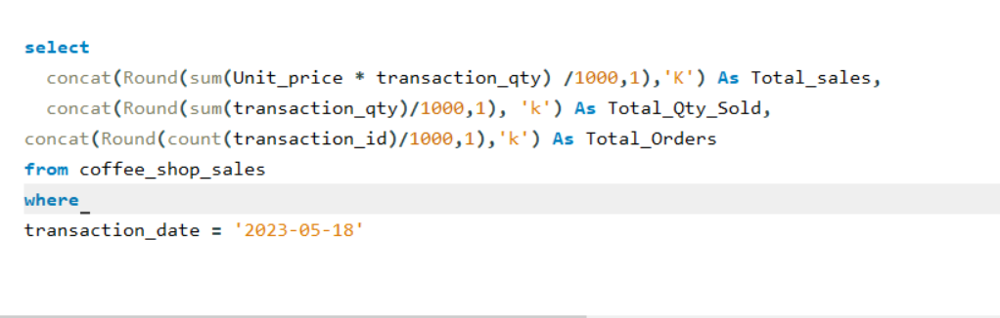 select
concat(Round(sum(Unit_price * transaction_qty) /1000,1),'K') As Total_sales,
concat(Round(sum(transaction_qty)/1000,1), 'k') As Total_Qty_Sold,
concat(Round(count(transaction_id)/1000,1),'k') As Total_Orders
from coffee_shop_sales
where
transaction_date = '2023-05-18'